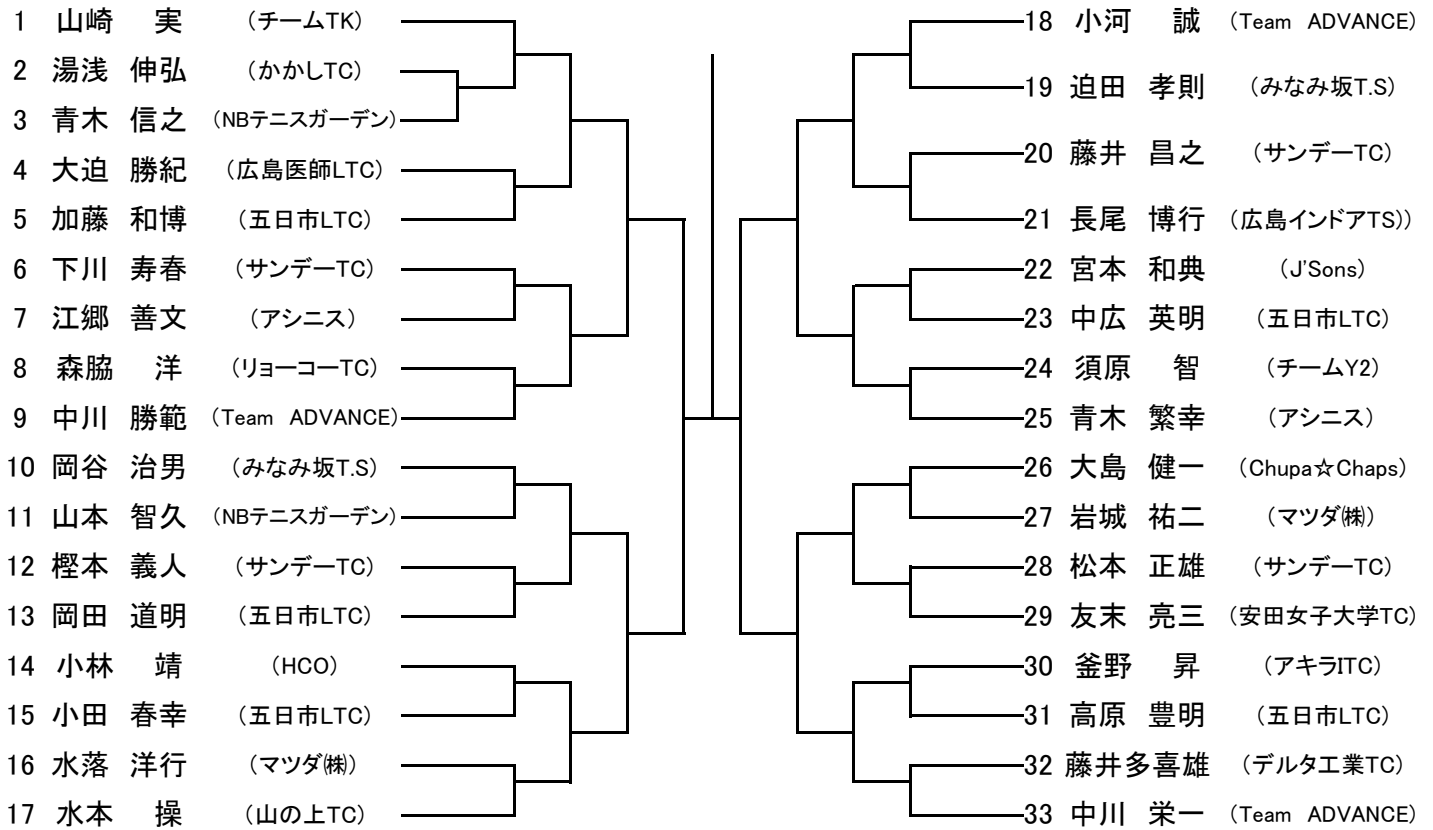 1 山崎 実 （チームTK）
2 湯浅 伸弘 （かかしTC）
3 青木 信之 （NBテニスガーデン）
4 大迫 勝紀 （広島医師LTC）
5 加藤 和博 （五日市LTC）
6 下川 寿春 （サンデーTC）
7 江郷 善文 （アシニス）
8 森脇 洋 （リョーコーTC）
9 中川 勝範 （Team ADVANCE）
10 岡谷 治男 （みなみ坂T.S）
11 山本 智久 （NBテニスガーデン）
12 樫本 義人 （サンデーTC）
13 岡田 道明 （五日市LTC）
14 小林 靖 （HCO）
15 小田 春幸 （五日市LTC）
16 水落 洋行 （マツダ㈱）
17 水本 操 （山の上TC）
18 小河 誠 （Team ADVANCE）
19 迫田 孝則 （みなみ坂T.S）
20 藤井 昌之 （サンデーTC）
21 長尾 博行 （広島インドアTS））
22 宮本 和典 （J'Sons）
23 中広 英明 （五日市LTC）
24 須原 智 （チームY2）
25 青木 繁幸 （アシニス）
26 大島 健一 （Chupa☆Chaps）
27 岩城 祐二 （マツダ㈱）
28 松本 正雄 （サンデーTC）
29 友末 亮三 （安田女子大学TC）
30 釜野 昇 （アキラITC）
31 高原 豊明 （五日市LTC）
32 藤井多喜雄 （デルタ工業TC）
33 中川 栄一 （Team ADVANCE）